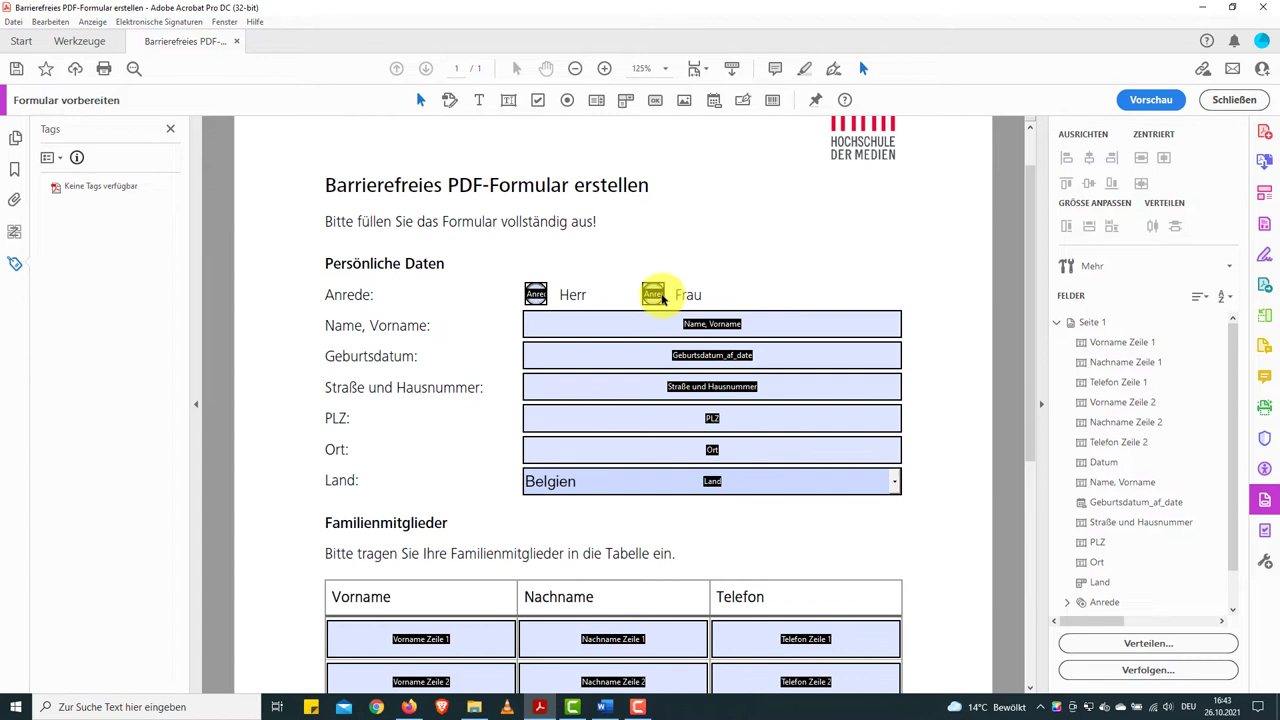 Barrierefreies PDF-Formular erstellen - Adobe Acrobat Pro DC (32-bit)
Datei Bearbeiten Anzeige Elektronische Signaturen Fenster Hilfe
Start Werkzeuge Barrierefreies PDF-... ×
1 / 1 125%
Formular vorbereiten Vorschau Schließen
Tags
Keine Tags verfügbar
HOCHSCHULE
DER MEDIEN
Barrierefreies PDF-Formular erstellen
Bitte füllen Sie das Formular vollständig aus!
Persönliche Daten
Anrede: Anre Herr Anre Frau
Name, Vorname: Name, Vorname
Geburtsdatum: Geburtsdatum_af_date
Straße und Hausnummer: Straße und Hausnummer
PLZ: PLZ
Ort: Ort
Land: Belgien Land
Familienmitglieder
Bitte tragen Sie Ihre Familienmitglieder in die Tabelle ein.
Vorname Nachname Telefon
Vorname Zeile 1 Nachname Zeile 1 Telefon Zeile 1
Vorname Zeile 2 Nachname Zeile 2 Telefon Zeile 2
AUSRICHTEN ZENTRIERT
GRÖSSE ANPASSEN VERTEILEN
Mehr
FELDER
Seite 1
Vorname Zeile 1
Nachname Zeile 1
Telefon Zeile 1
Vorname Zeile 2
Nachname Zeile 2
Telefon Zeile 2
Datum
Name, Vorname
Geburtsdatum_af_date
Straße und Hausnummer
PLZ
Ort
Land
Anrede
Verteilen...
Verfolgen...
Zur Suche Text hier eingeben
14°C Bewölkt DEU 16:43
26.10.2021